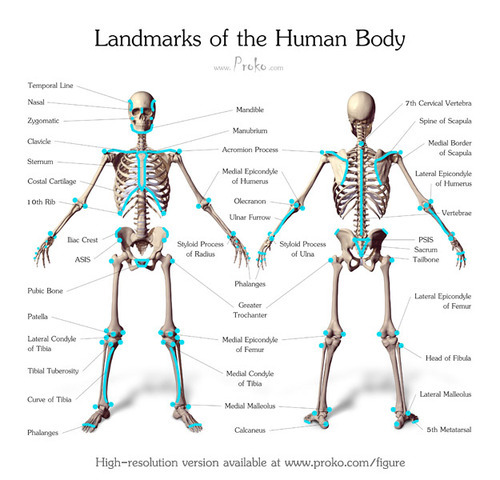 Landmarks of the Human Body
www.Proko.com
Temporal Line
Nasal
Zygomatic
Clavicle
Sternum
Costal Cartilage
10th Rib
Iliac Crest
ASIS
Pubic Bone
Patella
Lateral Condyle
of Tibia
Tibial Tuberosity
Curve of Tibia
Phalanges
Mandible
Manubrium
Acromion Process
Medial Epicondyle
of Humerus
Olecranon
Ulnar Furrow
Styloid Process
of Radius
Styloid Process
of Ulna
Phalanges
Greater
Trochanter
Medial Epicondyle
of Femur
Medial Condyle
of Tibia
Medial Malleolus
Calcaneus
7th Cervical Vertebra
Spine of Scapula
Medial Border
of Scapula
Lateral Epicondyle
of Humerus
Vertebrae
PSIS
Sacrum
Tailbone
Lateral Epicondyle
of Femur
Head of Fibula
Lateral Malleolus
5th Metatarsal
High-resolution version available at www.proko.com/figure